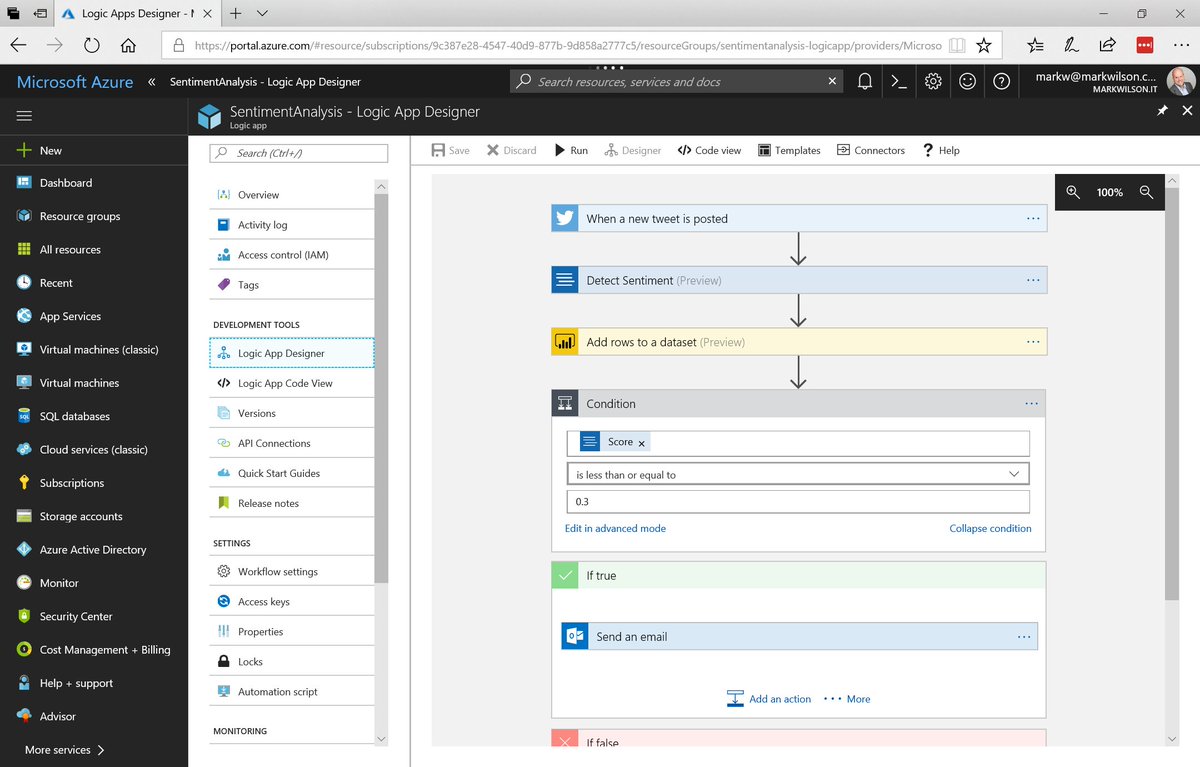 Logic Apps Designer - M
https://portal.azure.com/#resource/subscriptions/9c387e28-4547-40d9-877b-9d858a2777c5/resourceGroups/sentimentanalysis-logicapp/providers/Microso
Microsoft Azure
SentimentAnalysis - Logic App Designer
Search resources, services and docs
markw@markwilson.c...
MARKWILSON.IT
SentimentAnalysis - Logic App Designer
Logic app
New
Dashboard
Resource groups
All resources
Recent
App Services
Virtual machines (classic)
Virtual machines
SQL databases
Cloud services (classic)
Subscriptions
Storage accounts
Azure Active Directory
Monitor
Security Center
Cost Management + Billing
Help + support
Advisor
More services
Search (Ctrl+/)
Overview
Activity log
Access control (IAM)
Tags
DEVELOPMENT TOOLS
Logic App Designer
Logic App Code View
Versions
API Connections
Quick Start Guides
Release notes
SETTINGS
Workflow settings
Access keys
Properties
Locks
Automation script
MONITORING
Save Discard Run Designer Code view Templates Connectors Help
100%
When a new tweet is posted
Detect Sentiment (Preview)
Add rows to a dataset (Preview)
Condition
Score x
is less than or equal to
0.3
Edit in advanced mode Collapse condition
If true
Send an email
Add an action ... More
If false